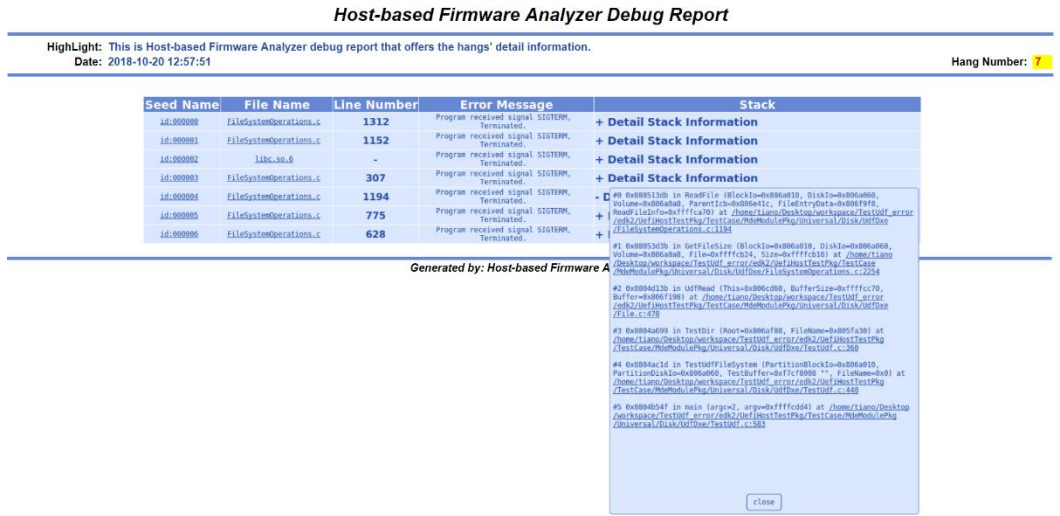 Host-based Firmware Analyzer Debug Report
HighLight: This is Host-based Firmware Analyzer debug report that offers the hangs' detail information.
Date: 2018-10-20 12:57:51
Hang Number: 7
Seed Name File Name Line Number Error Message Stack
id:000000 FileSystemOperations.c 1312 Program received signal SIGTERM, Terminated. + Detail Stack Information
id:000001 FileSystemOperations.c 1152 Program received signal SIGTERM, Terminated. + Detail Stack Information
id:000002 libc.so.6 - Program received signal SIGTERM, Terminated. + Detail Stack Information
id:000003 FileSystemOperations.c 307 Program received signal SIGTERM, Terminated. + Detail Stack Information
id:000004 FileSystemOperations.c 1194 Program received signal SIGTERM, Terminated. - D
id:000005 FileSystemOperations.c 775 Program received signal SIGTERM, Terminated. +
id:000006 FileSystemOperations.c 628 Program received signal SIGTERM, Terminated. +
#0 0x080513db in ReadFile (BlockIo=0x806a010, DiskIo=0x806a060,
Volume=0x806a0a8, ParentIcb=0x806e41c, FileEntryData=0x806f9f8,
ReadFileInfo=0xffffca70) at /home/tiano/Desktop/workspace/TestUdf_error
/edk2/UefiHostTestPkg/TestCase/MdeModulePkg/Universal/Disk/UdfDxe
/FileSystemOperations.c:1194
#1 0x08053d3b in GetFileSize (BlockIo=0x806a010, DiskIo=0x806a060,
Volume=0x806a0a8, File=0xffffcb24, Size=0xffffcb10) at /home/tiano
/Desktop/workspace/TestUdf_error/edk2/UefiHostTestPkg/TestCase
/MdeModulePkg/Universal/Disk/UdfDxe/FileSystemOperations.c:2254
#2 0x0804d13b in UdfRead (This=0x806cd60, BufferSize=0xffffcc70,
Buffer=0x806f198) at /home/tiano/Desktop/workspace/TestUdf_error
/edk2/UefiHostTestPkg/TestCase/MdeModulePkg/Universal/Disk/UdfDxe
/File.c:478
#3 0x0804a699 in TestDir (Root=0x806af88, FileName=0x805fa30) at
/home/tiano/Desktop/workspace/TestUdf_error/edk2/UefiHostTestPkg
/TestCase/MdeModulePkg/Universal/Disk/UdfDxe/TestUdf.c:360
#4 0x0804ac1d in TestUdfFileSystem (PartitionBlockIo=0x806a010,
PartitionDiskIo=0x806a060, TestBuffer=0xf7cf8008 "", FileName=0x0) at
/home/tiano/Desktop/workspace/TestUdf_error/edk2/UefiHostTestPkg
/TestCase/MdeModulePkg/Universal/Disk/UdfDxe/TestUdf.c:440
#5 0x0804b54f in main (argc=2, argv=0xffffcdd4) at /home/tiano/Desktop
/workspace/TestUdf_error/edk2/UefiHostTestPkg/TestCase/MdeModulePkg
/Universal/Disk/UdfDxe/TestUdf.c:583
close
Generated by: Host-based Firmware A